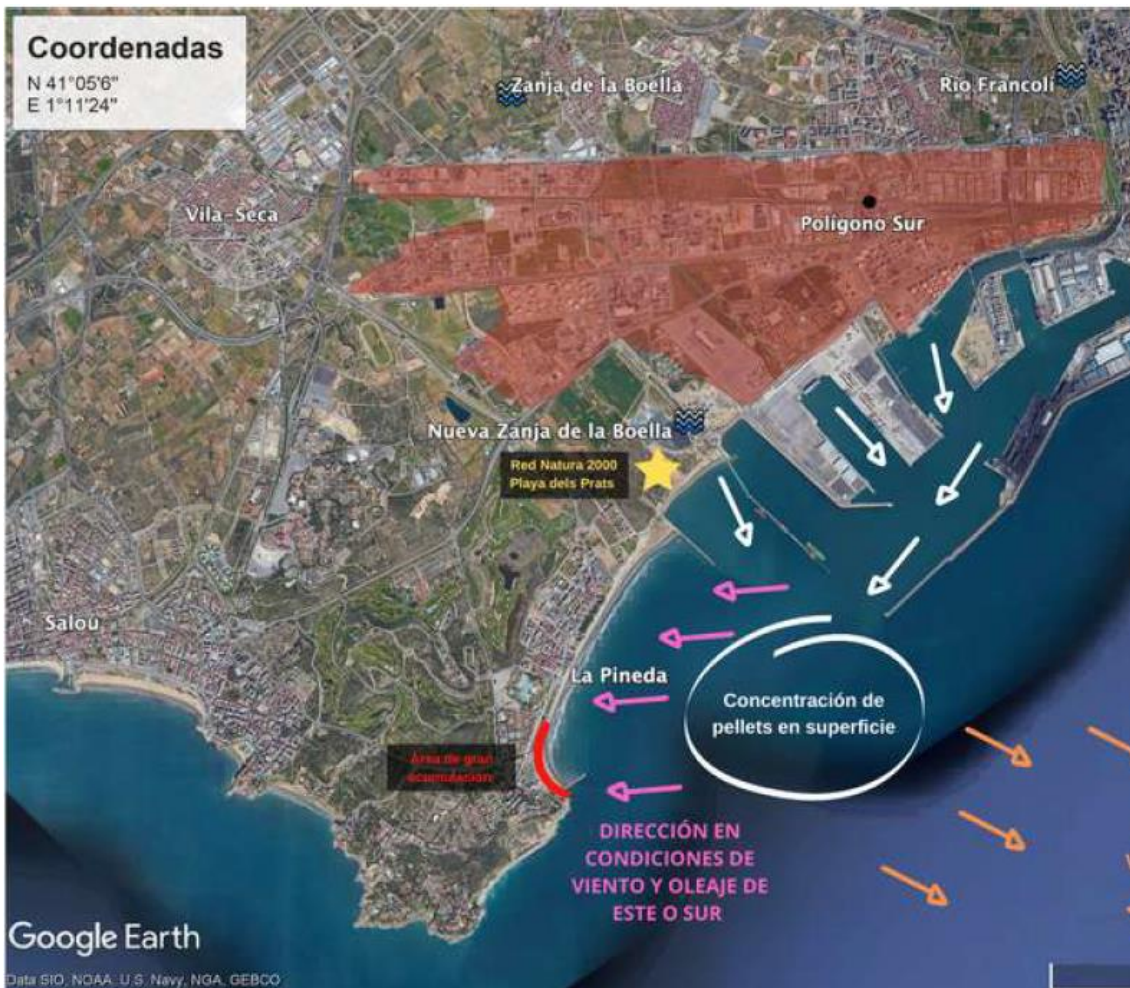 Coordenadas
N 41°05'6"
E 1°11'24"
Zanja de la Boella
Río Francolí
Vila-Seca
Polígono Sur
Nueva Zanja de la Boella
Red Natura 2000
Playa dels Prats
Salou
La Pineda
Concentración de
pellets en superficie
Área de gran
acumulación
DIRECCIÓN EN
CONDICIONES DE
VIENTO Y OLEAJE DE
ESTE O SUR
Google Earth
Data SIO, NOAA, U.S. Navy, NGA, GEBCO